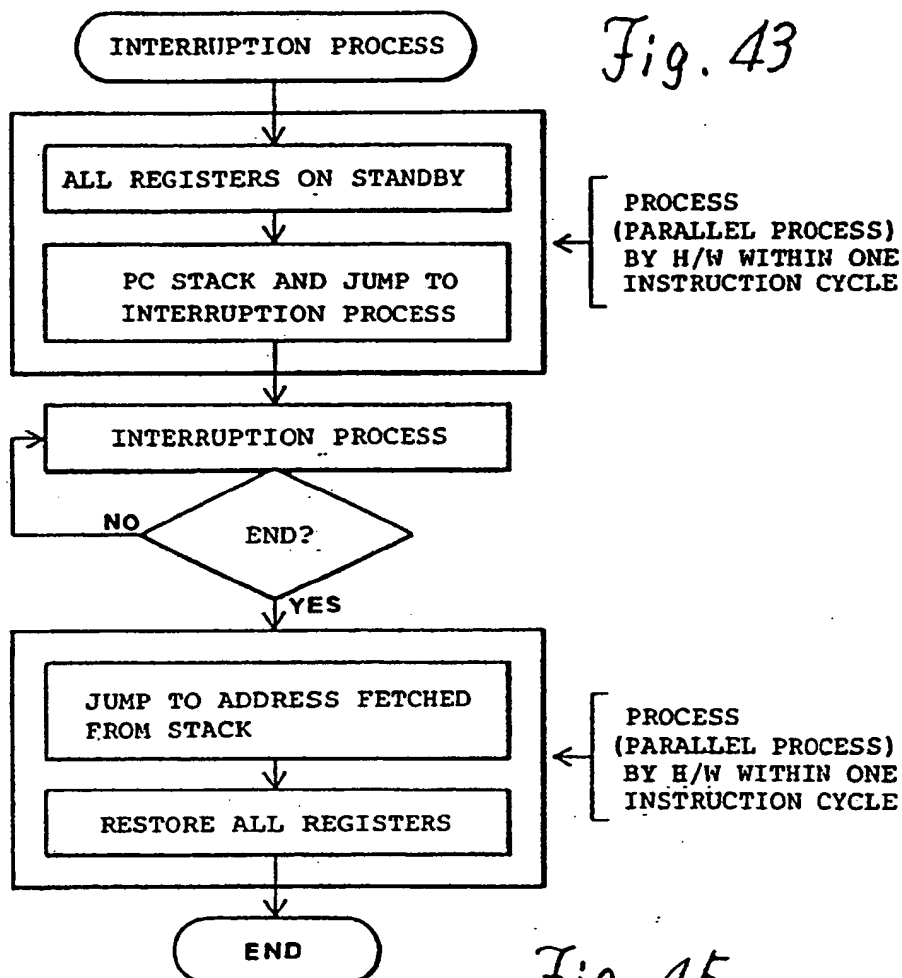 INTERRUPTION PROCESS
Fig. 43
ALL REGISTERS ON STANDBY
PC STACK AND JUMP TO
INTERRUPTION PROCESS
PROCESS
(PARALLEL PROCESS)
BY H/W WITHIN ONE
INSTRUCTION CYCLE
INTERRUPTION PROCESS
END?
NO
YES
JUMP TO ADDRESS FETCHED
FROM STACK
RESTORE ALL REGISTERS
PROCESS
(PARALLEL PROCESS)
BY H/W WITHIN ONE
INSTRUCTION CYCLE
END
Fig. 45